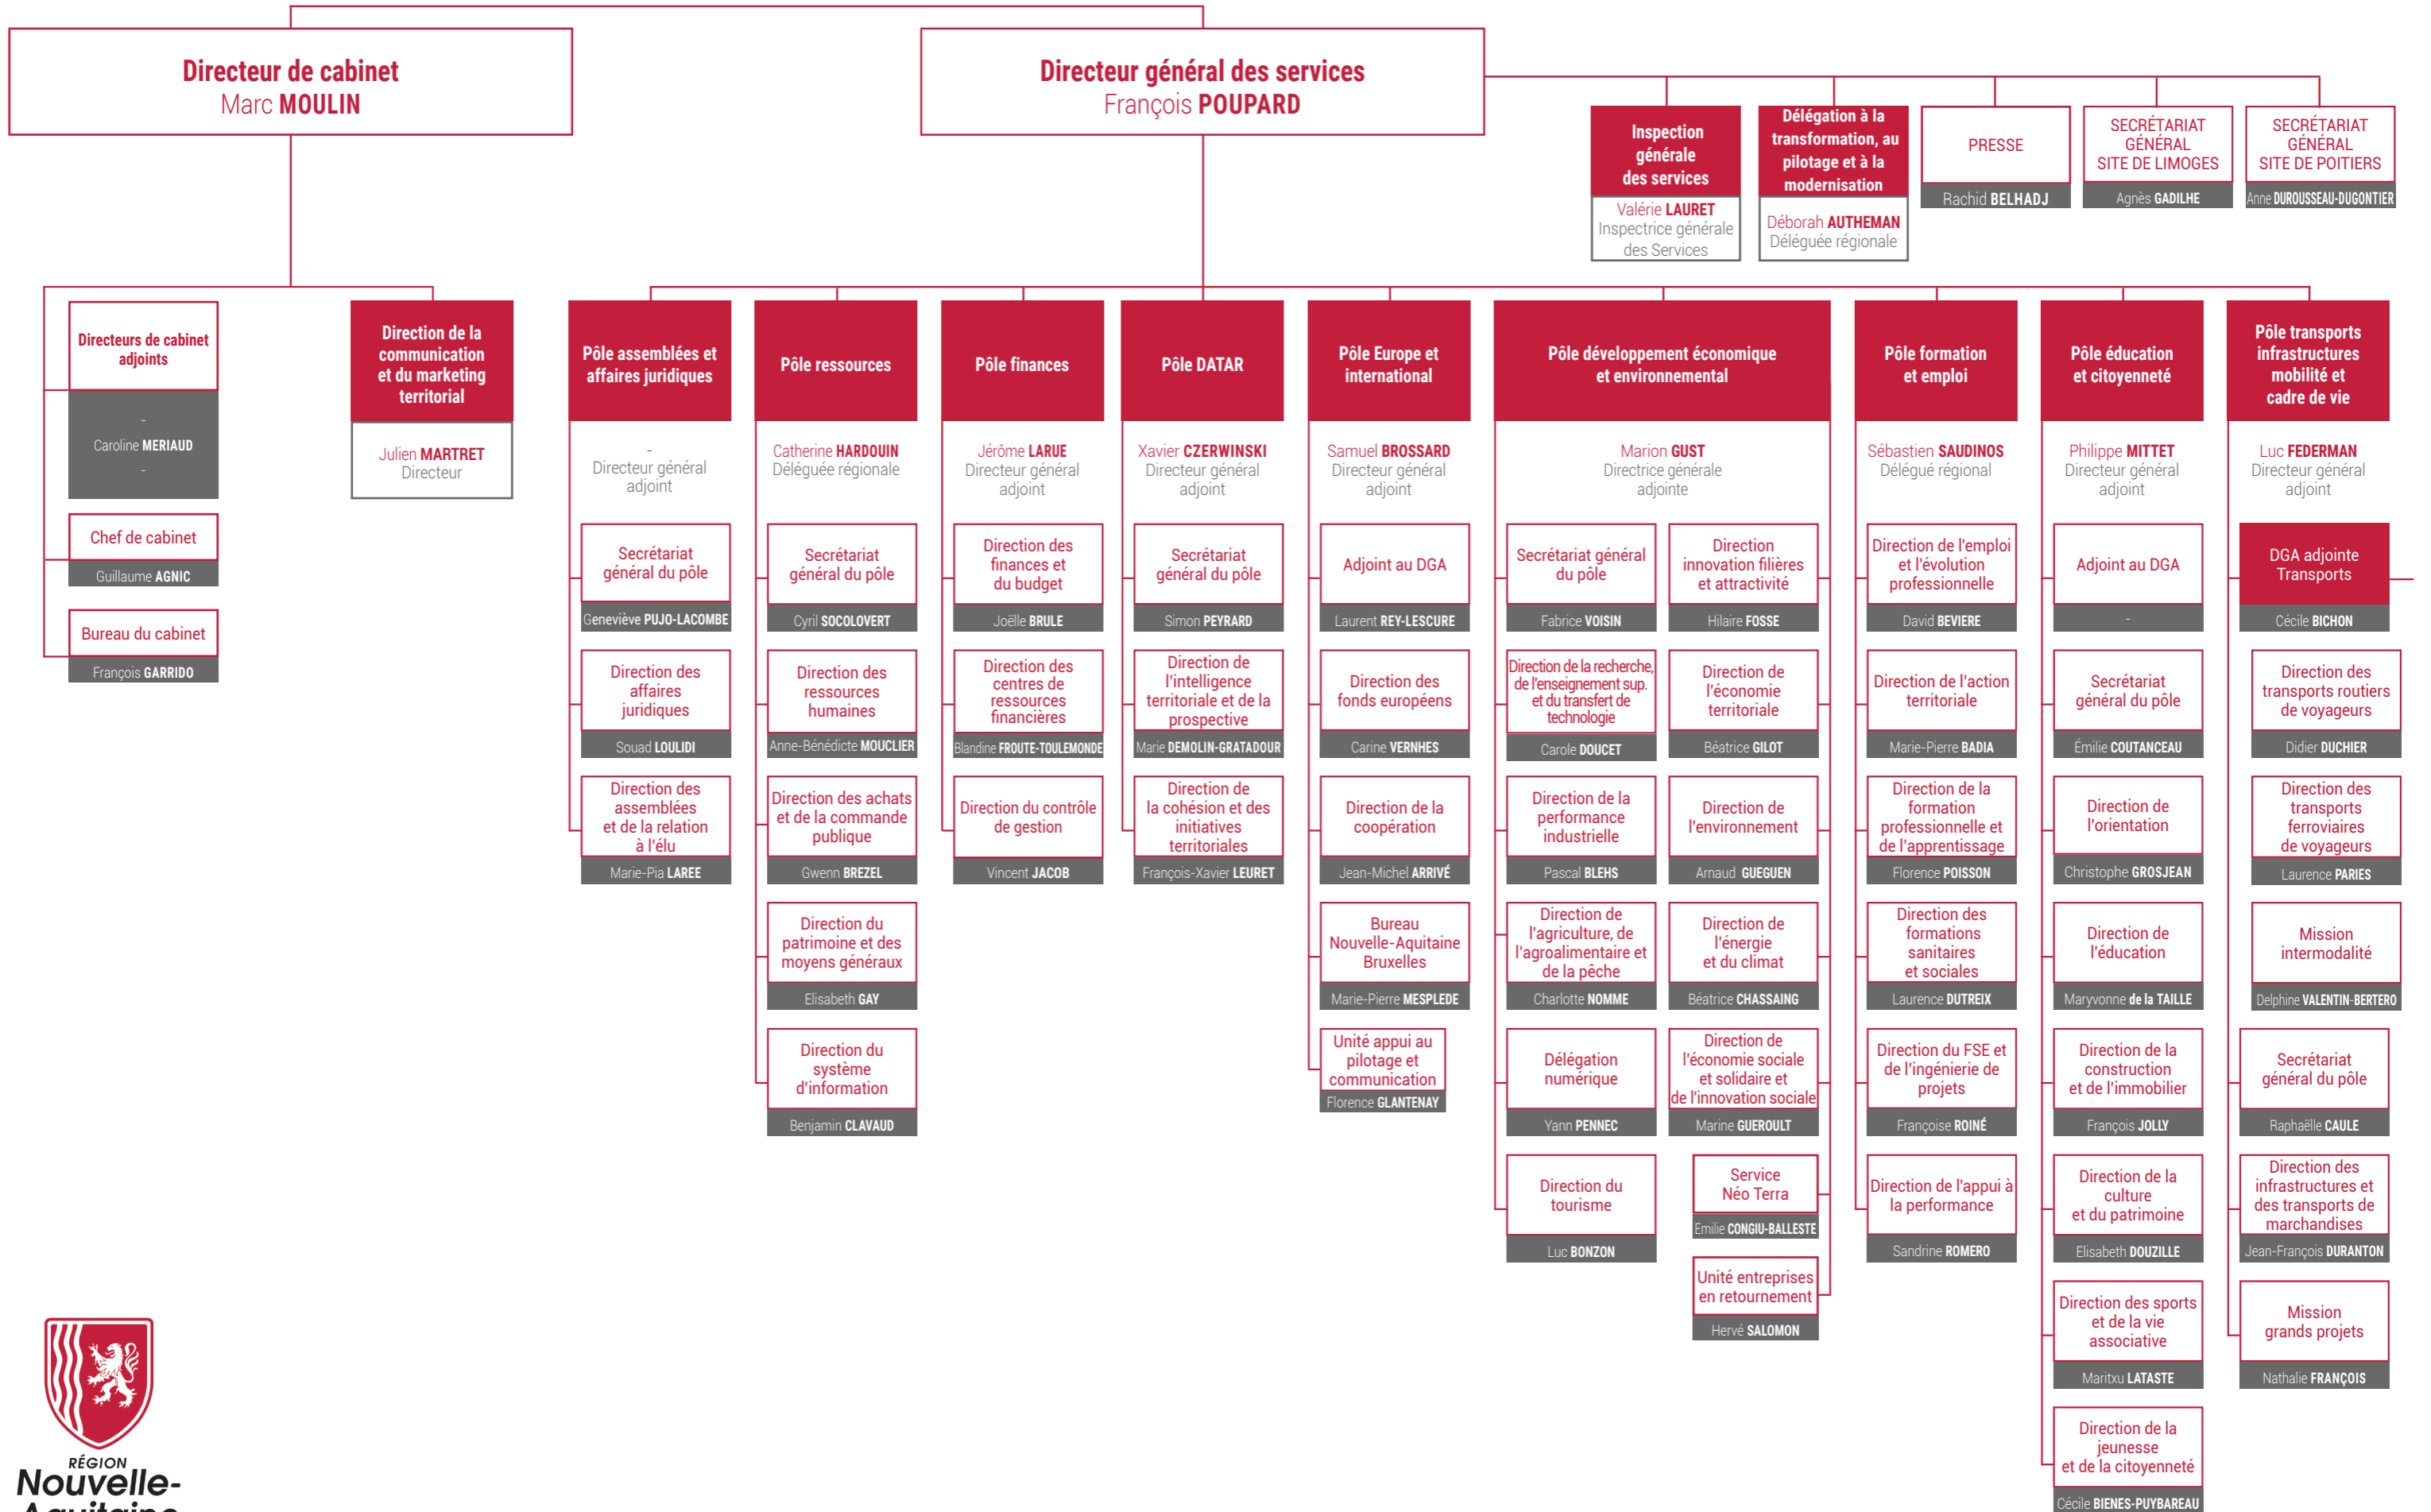 Directeur de cabinet
Marc MOULIN
Directeur général des services
François POUPARD
Inspection
générale
des services
Valérie LAURET
Inspectrice générale
des Services
Délégation à la
transformation, au
pilotage et à la
modernisation
Déborah AUTHEMAN
Déléguée régionale
PRESSE
Rachid BELHADJ
SECRÉTARIAT
GÉNÉRAL
SITE DE LIMOGES
Agnès GADILHE
SECRÉTARIAT
GÉNÉRAL
SITE DE POITIERS
Anne DUROUSSEAU-DUGONTIER
Directeurs de cabinet
adjoints
-
Caroline MERIAUD
-
Chef de cabinet
Guillaume AGNIC
Bureau du cabinet
François GARRIDO
Direction de la
communication
et du marketing
territorial
Julien MARTRET
Directeur
Pôle assemblées et
affaires juridiques
-
Directeur général
adjoint
Secrétariat
général du pôle
Geneviève PUJO-LACOMBE
Direction des
affaires
juridiques
Souad LOULIDI
Direction des
assemblées
et de la relation
à l'élu
Marie-Pia LAREE
Pôle ressources
Catherine HARDOUIN
Déléguée régionale
Secrétariat
général du pôle
Cyril SOCOLOVERT
Direction des
ressources
humaines
Anne-Bénédicte MOUCLIER
Direction des achats
et de la commande
publique
Gwenn BREZEL
Direction du
patrimoine et des
moyens généraux
Elisabeth GAY
Direction du
système
d'information
Benjamin CLAVAUD
Pôle finances
Jérôme LARUE
Directeur général
adjoint
Direction des
finances et
du budget
Joëlle BRULE
Direction des
centres de
ressources
financières
Blandine FROUTE-TOULEMONDE
Direction du contrôle
de gestion
Vincent JACOB
Pôle DATAR
Xavier CZERWINSKI
Directeur général
adjoint
Secrétariat
général du pôle
Simon PEYRARD
Direction de
l'intelligence
territoriale et de la
prospective
Marie DEMOLIN-GRATADOUR
Direction de
la cohésion et des
initiatives
territoriales
François-Xavier LEURET
Pôle Europe et
international
Samuel BROSSARD
Directeur général
adjoint
Adjoint au DGA
Laurent REY-LESCURE
Direction des
fonds européens
Carine VERNHES
Direction de la
coopération
Jean-Michel ARRIVÉ
Bureau
Nouvelle-Aquitaine
Bruxelles
Marie-Pierre MESPLEDE
Unité appui au
pilotage et
communication
Florence GLANTENAY
Pôle développement économique
et environnemental
Marion GUST
Directrice générale
adjointe
Secrétariat général
du pôle
Fabrice VOISIN
Direction de la recherche,
de l'enseignement sup.
et du transfert de
technologie
Carole DOUCET
Direction de la
performance
industrielle
Pascal BLEHS
Direction de
l'agriculture, de
l'agroalimentaire et
de la pêche
Charlotte NOMME
Délégation
numérique
Yann PENNEC
Direction du
tourisme
Luc BONZON
Direction
innovation filières
et attractivité
Hilaire FOSSE
Direction de
l'économie
territoriale
Béatrice GILOT
Direction de
l'environnement
Arnaud GUEGUEN
Direction de
l'énergie
et du climat
Béatrice CHASSAING
Direction de
l'économie sociale
et solidaire et
de l'innovation sociale
Marine GUEROULT
Service
Néo Terra
Emilie CONGIU-BALLESTE
Unité entreprises
en retournement
Hervé SALOMON
Pôle formation
et emploi
Sébastien SAUDINOS
Délégué régional
Direction de l'emploi
et l'évolution
professionnelle
David BEVIERE
Direction de l'action
territoriale
Marie-Pierre BADIA
Direction de la
formation
professionnelle et
de l'apprentissage
Florence POISSON
Direction des
formations
sanitaires
et sociales
Laurence DUTREIX
Direction du FSE et
de l'ingénierie de
projets
Françoise ROINÉ
Direction de l'appui à
la performance
Sandrine ROMERO
Pôle éducation
et citoyenneté
Philippe MITTET
Directeur général
adjoint
Adjoint au DGA
-
Secrétariat
général du pôle
Émilie COUTANCEAU
Direction de
l'orientation
Christophe GROSJEAN
Direction de
l'éducation
Maryvonne de la TAILLE
Direction de la
construction
et de l'immobilier
François JOLLY
Direction de la
culture
et du patrimoine
Elisabeth DOUZILLE
Direction des sports
et de la vie
associative
Maritxu LATASTE
Direction de la
jeunesse
et de la citoyenneté
Cécile BIENES-PUYBAREAU
Pôle transports
infrastructures
mobilité et
cadre de vie
Luc FEDERMAN
Directeur général
adjoint
DGA adjointe
Transports
Cécile BICHON
Direction des
transports routiers
de voyageurs
Didier DUCHIER
Direction des
transports
ferroviaires
de voyageurs
Laurence PARIES
Mission
intermodalité
Delphine VALENTIN-BERTERO
Secrétariat
général du pôle
Raphaëlle CAULE
Direction des
infrastructures et
des transports de
marchandises
Jean-François DURANTON
Mission
grands projets
Nathalie FRANÇOIS
RÉGION
Nouvelle-
Aquitaine